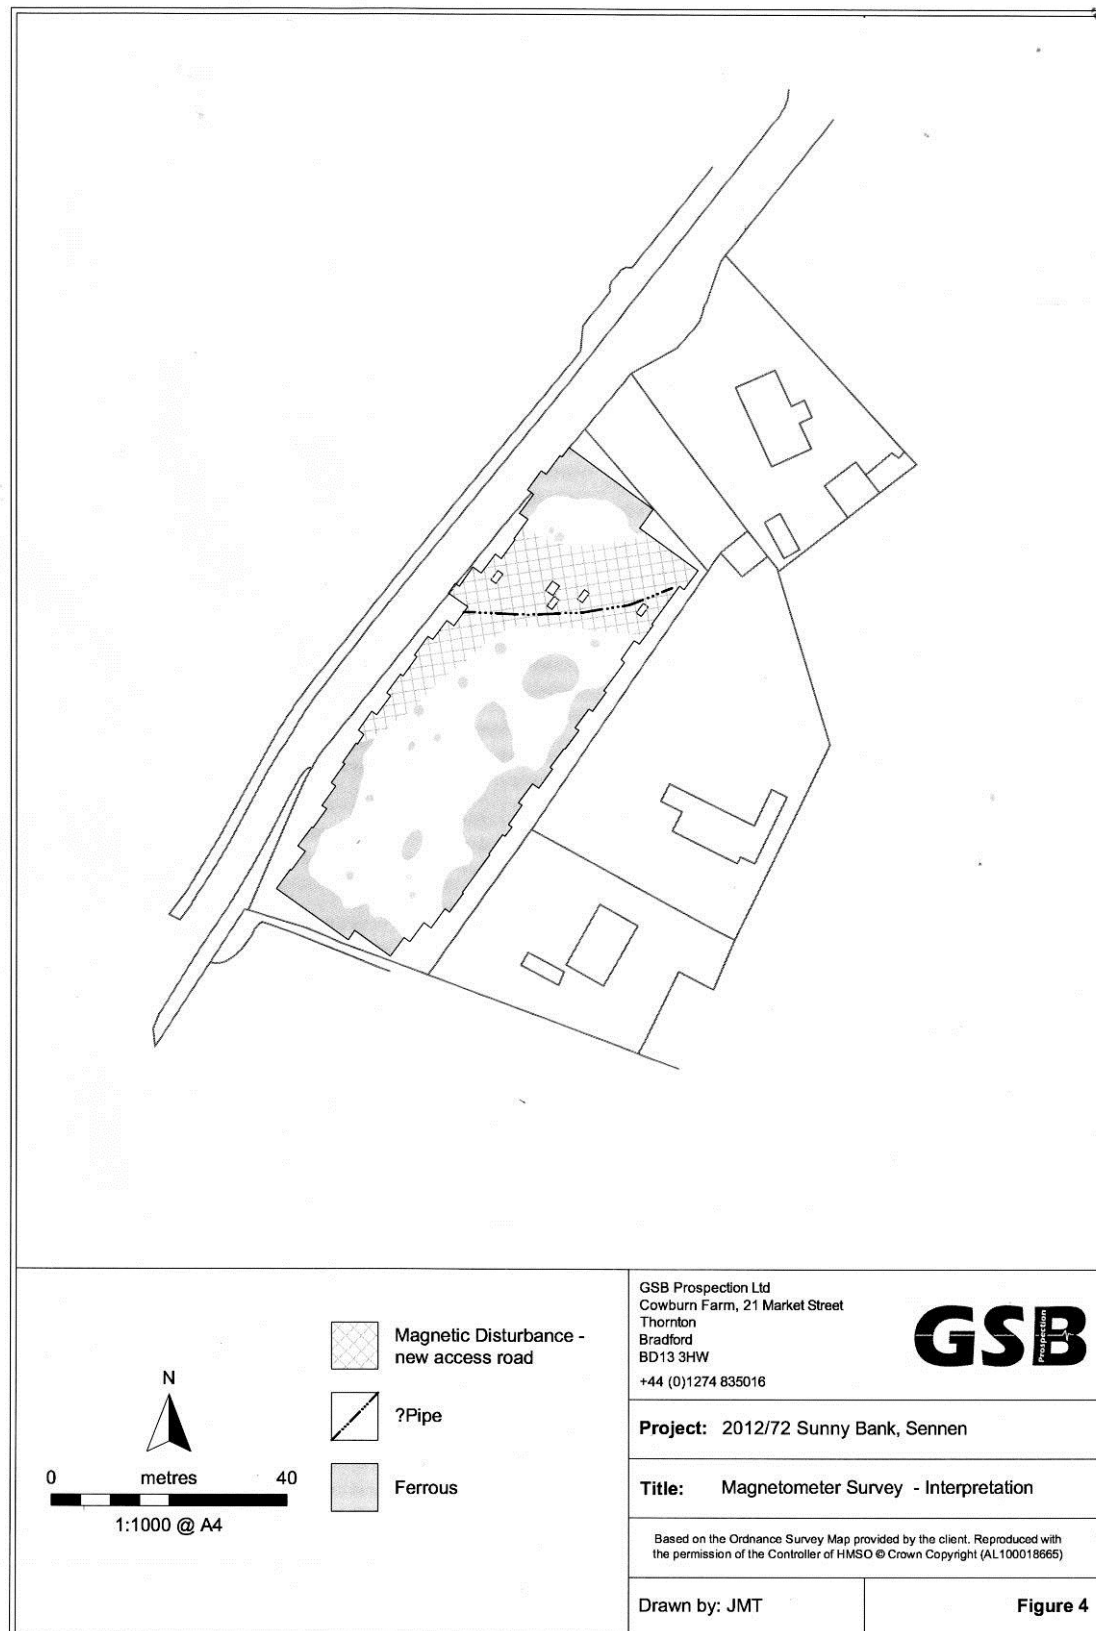 N
0 metres 40
1:1000 @ A4
Magnetic Disturbance -
new access road
?Pipe
Ferrous
GSB Prospection Ltd
Cowburn Farm, 21 Market Street
Thornton
Bradford
BD13 3HW
+44 (0)1274 835016
GSB
Prospection
Project: 2012/72 Sunny Bank, Sennen
Title: Magnetometer Survey - Interpretation
Based on the Ordnance Survey Map provided by the client. Reproduced with
the permission of the Controller of HMSO © Crown Copyright (AL100018665)
Drawn by: JMT
Figure 4